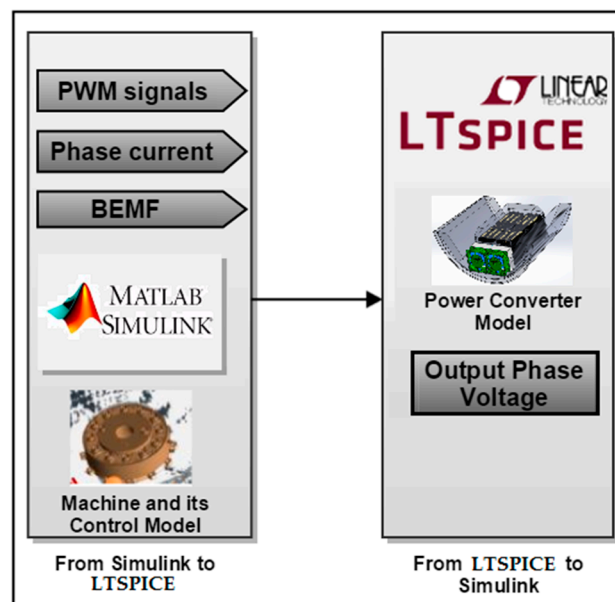 PWM signals
Phase current
BEMF
MATLAB
SIMULINK
Machine and its
Control Model
From Simulink to
LTSPICE
LINEAR
TECHNOLOGY
LTSPICE
Power Converter
Model
Output Phase
Voltage
From LTSPICE to
Simulink